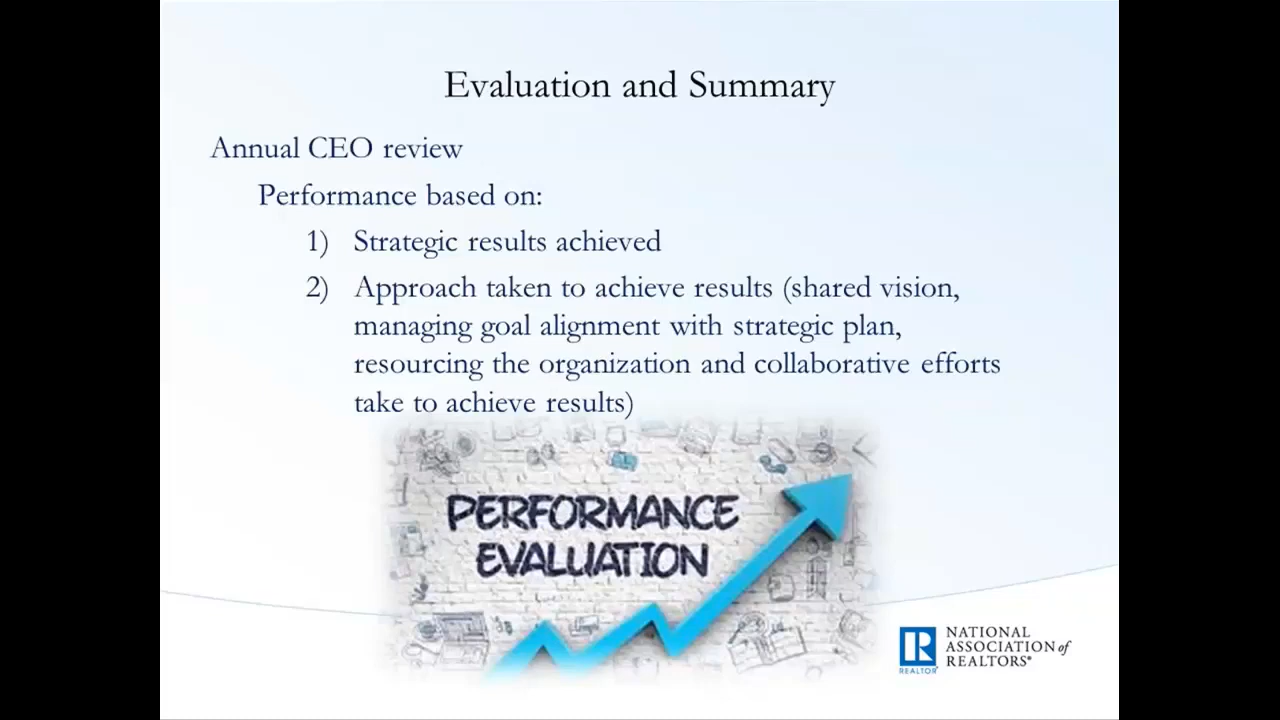 Evaluation and Summary
Annual CEO review
Performance based on:
1) Strategic results achieved
2) Approach taken to achieve results (shared vision,
managing goal alignment with strategic plan,
resourcing the organization and collaborative efforts
take to achieve results)
PERFORMANCE
EVALUATION
R
REALTOR®
NATIONAL
ASSOCIATION of
REALTORS®